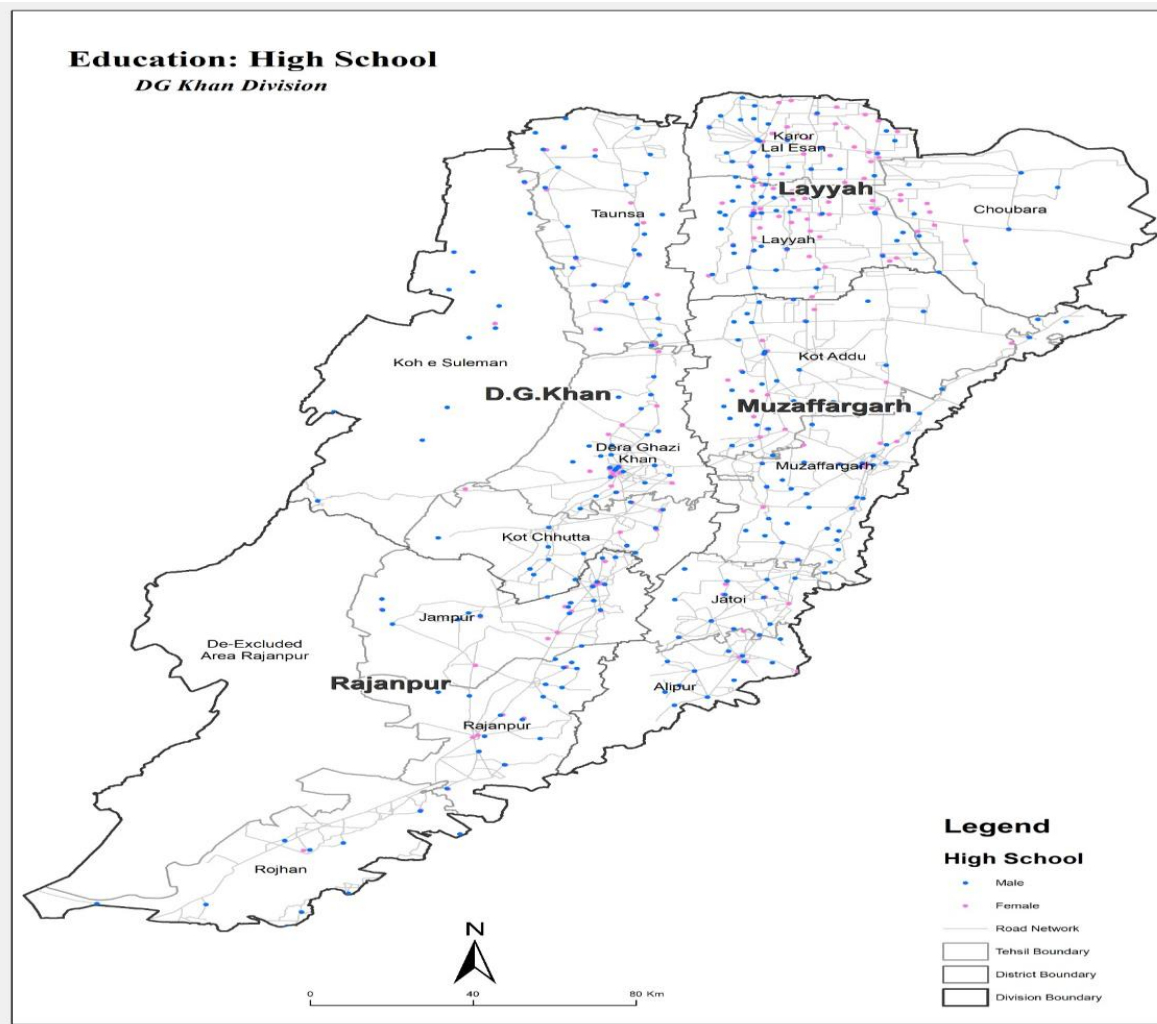 Education: High School
DG Khan Division
Karor
Lal Esan
Layyah
Choubara
Taunsa
Layyah
Koh e Suleman
Kot Addu
D.G.Khan
Muzaffargarh
Dera Ghazi
Khan
Muzaffargarh
Kot Chhutta
Jatoi
Jampur
De-Excluded
Area Rajanpur
Rajanpur
Alipur
Rajanpur
Rojhan
Legend
High School
Male
Female
Road Network
Tehsil Boundary
District Boundary
Division Boundary
N
0 40 80 Km